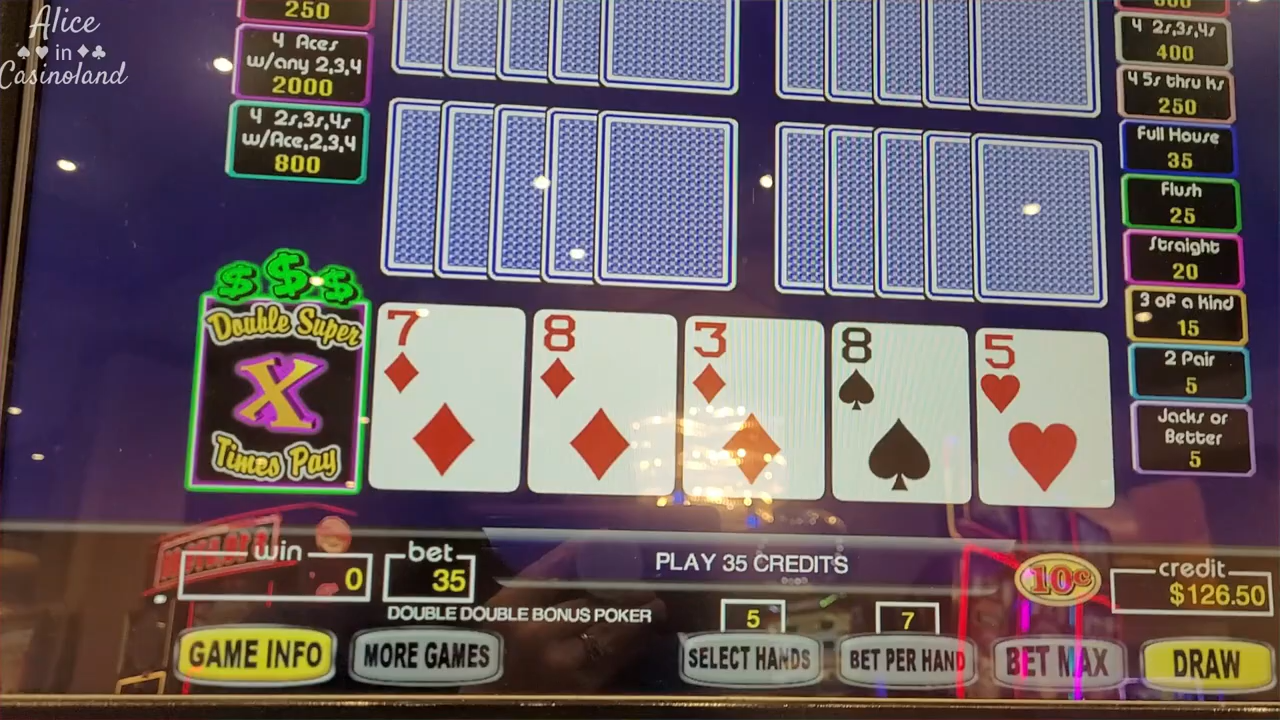 Alice
in
Casinoland
250
4 Aces
w/any 2,3,4
2000
4 2s,3s,4s
w/Ace,2,3,4
800
4 2s,3s,4s
400
4 5s thru Ks
250
Full House
35
Flush
25
Straight
20
3 of a Kind
15
2 Pair
5
Jacks or
Better
5
$ $ $
Double Super
X
Times Pay
7
8
3
8
5
win
0
bet
35
PLAY 35 CREDITS
10¢
credit
$126.50
DOUBLE DOUBLE BONUS POKER
5
7
GAME INFO
MORE GAMES
SELECT HANDS
BET PER HAND
BET MAX
DRAW